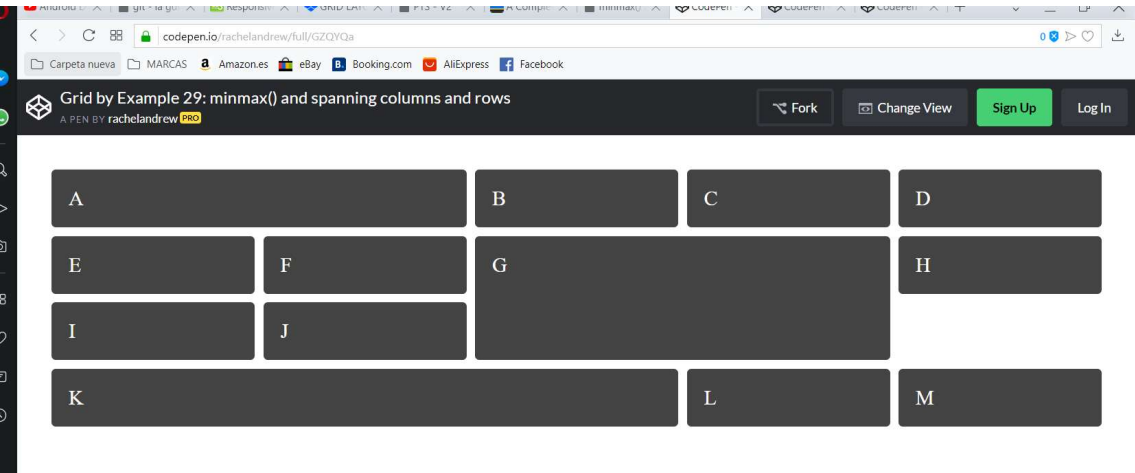 codepen.io/rachelandrew/full/GZQYQa
0
Carpeta nueva MARCAS Amazon.es eBay Booking.com AliExpress Facebook
Grid by Example 29: minmax() and spanning columns and rows
A PEN BY rachelandrew PRO
Fork Change View Sign Up Log In
A B C D
E F G H
I J
K L M